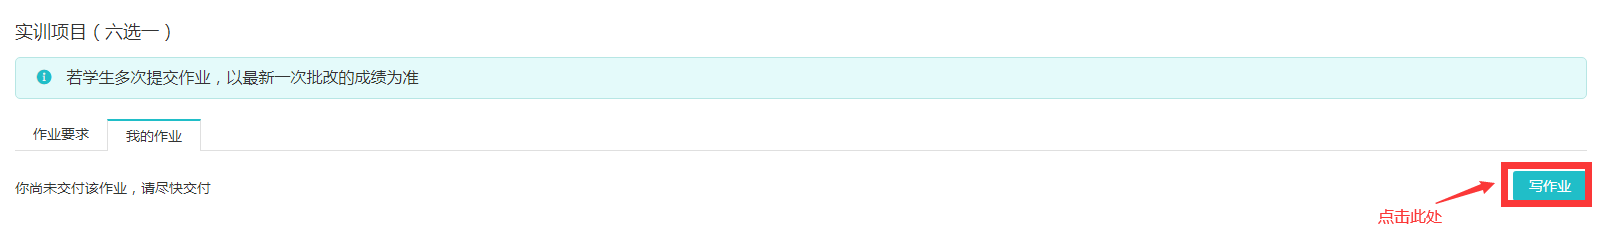 实训项目（六选一）
若学生多次提交作业，以最新一次批改的成绩为准
作业要求
我的作业
你尚未交付该作业，请尽快交付
写作业
点击此处